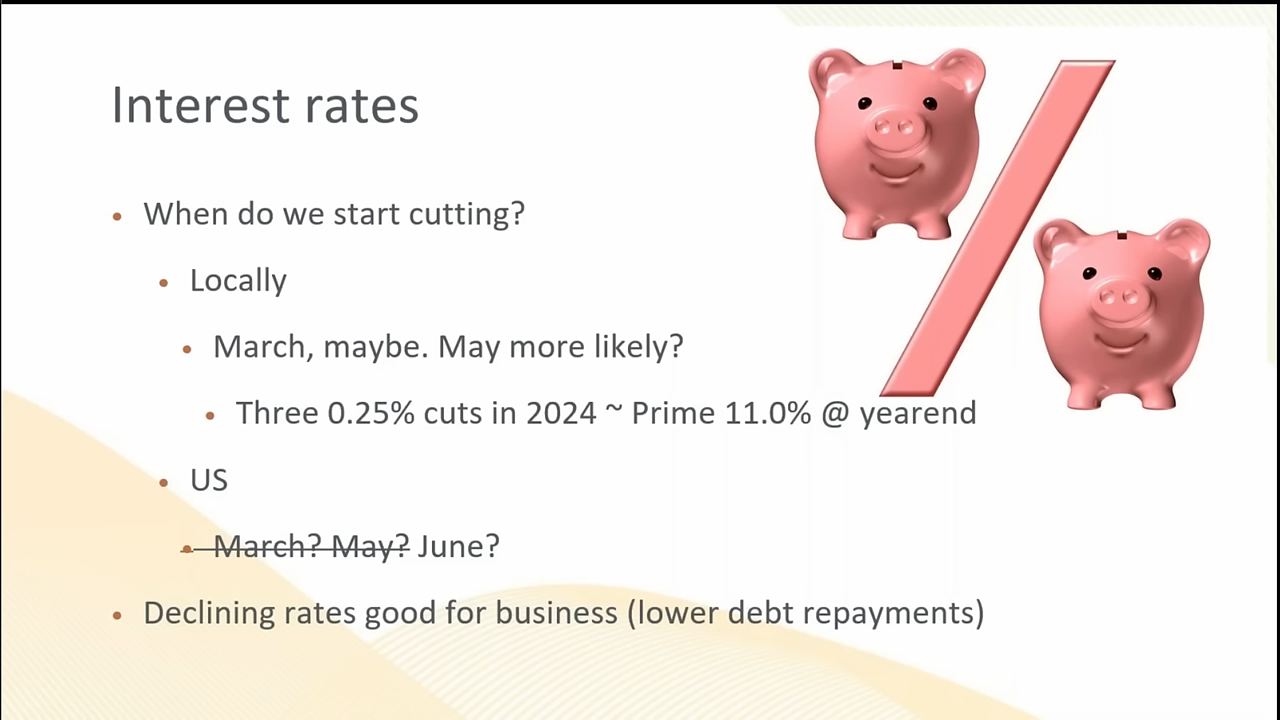 Interest rates
• When do we start cutting?
• Locally
• March, maybe. May more likely?
• Three 0.25% cuts in 2024 ~ Prime 11.0% @ yearend
• US
• March? May? June?
• Declining rates good for business (lower debt repayments)